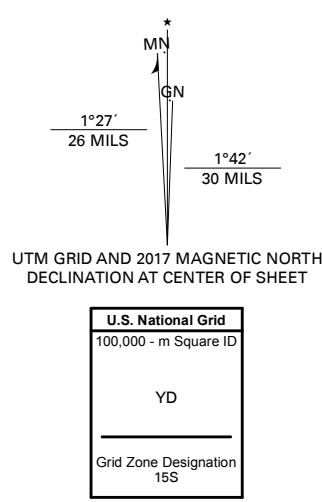 MN
GN
1°27´
26 MILS
1°42´
30 MILS
UTM GRID AND 2017 MAGNETIC NORTH
DECLINATION AT CENTER OF SHEET
U.S. National Grid
100,000 - m Square ID
YD
Grid Zone Designation
15S